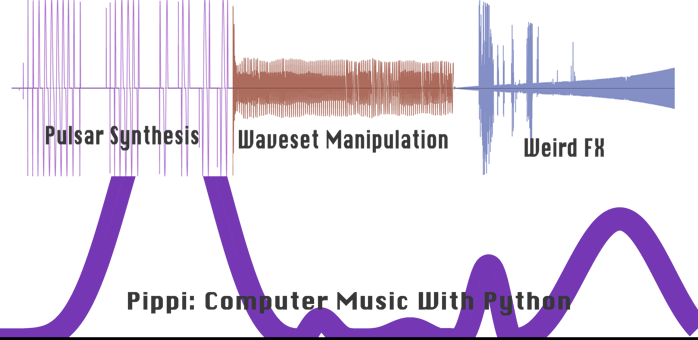 Pulsar Synthesis
Waveset Manipulation
Weird FX
Pippi: Computer Music With Python